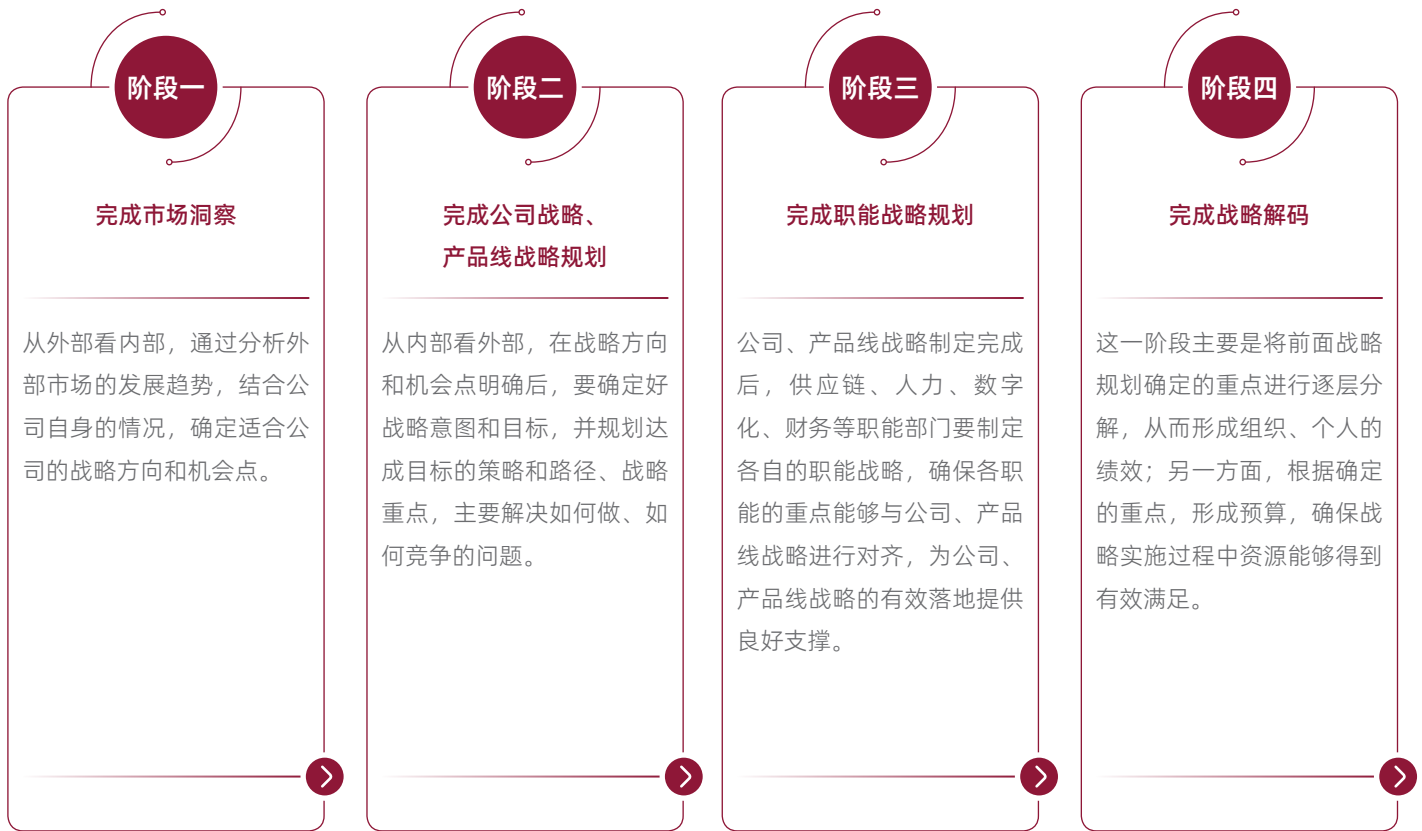 阶段一
完成市场洞察
从外部看内部，通过分析外
部市场的发展趋势，结合公
司自身的情况，确定适合公
司的战略方向和机会点。
阶段二
完成公司战略、
产品线战略规划
从内部看外部，在战略方向
和机会点明确后，要确定好
战略意图和目标，并规划达
成目标的策略和路径、战略
重点，主要解决如何做、如
何竞争的问题。
阶段三
完成职能战略规划
公司、产品线战略制定完成
后，供应链、人力、数字
化、财务等职能部门要制定
各自的职能战略，确保各职
能的重点能够与公司、产品
线战略进行对齐，为公司、
产品线战略的有效落地提供
良好支撑。
阶段四
完成战略解码
这一阶段主要是将前面战略
规划确定的重点进行逐层分
解，从而形成组织、个人的
绩效；另一方面，根据确定
的重点，形成预算，确保战
略实施过程中资源能够得到
有效满足。